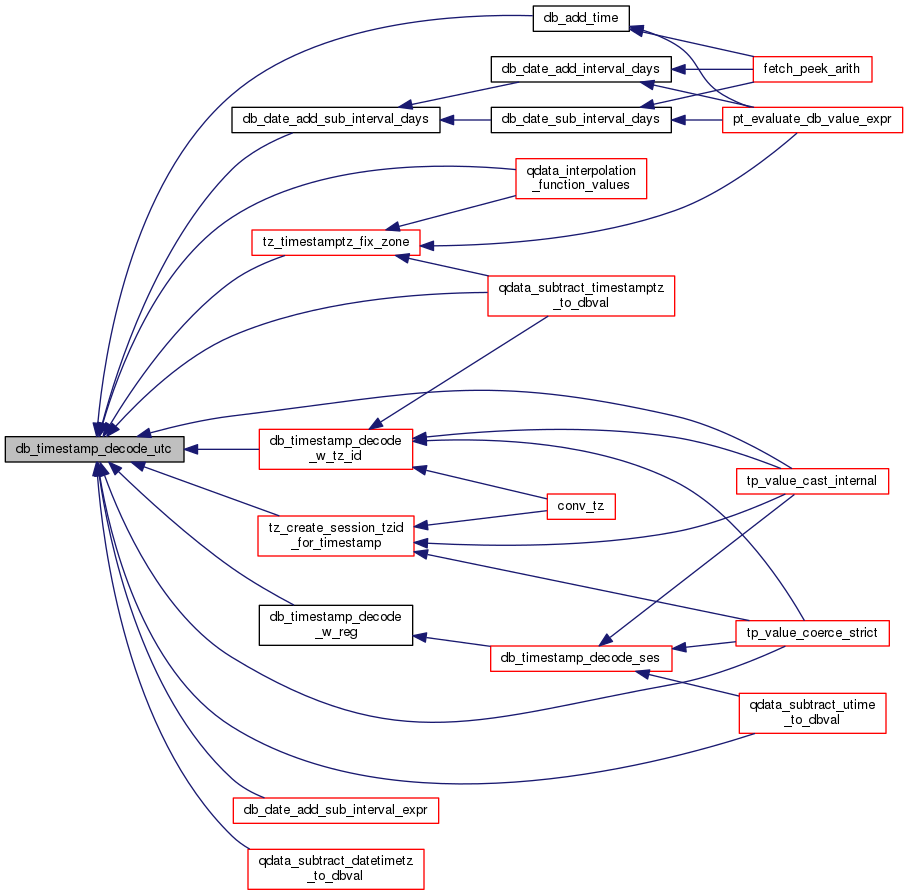 db_add_time
db_date_add_interval_days
fetch_peek_arith
db_date_add_sub_interval_days
db_date_sub_interval_days
pt_evaluate_db_value_expr
qdata_interpolation
_function_values
tz_timestamptz_fix_zone
qdata_subtract_timestamptz
_to_dbval
db_timestamp_decode_utc
db_timestamp_decode
_w_tz_id
tp_value_cast_internal
conv_tz
tz_create_session_tzid
_for_timestamp
db_timestamp_decode
_w_reg
tp_value_coerce_strict
db_timestamp_decode_ses
qdata_subtract_utime
_to_dbval
db_date_add_sub_interval_expr
qdata_subtract_datetimetz
_to_dbval